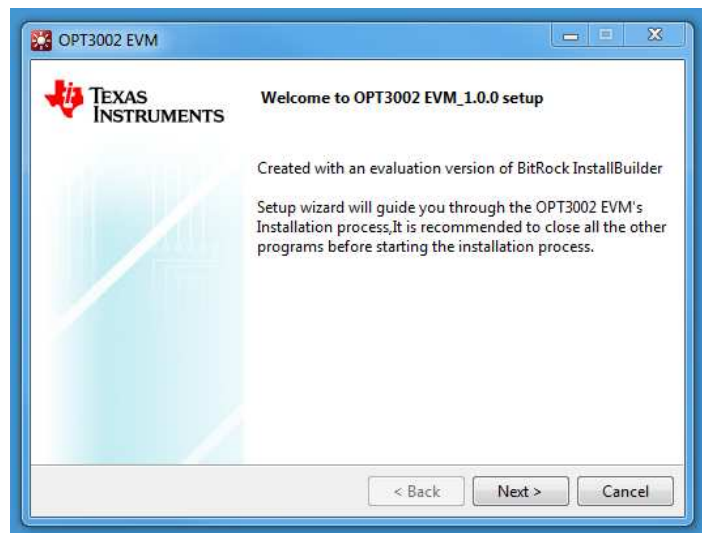 OPT3002 EVM
TEXAS
INSTRUMENTS
Welcome to OPT3002 EVM_1.0.0 setup
Created with an evaluation version of BitRock InstallBuilder
Setup wizard will guide you through the OPT3002 EVM's
Installation process,It is recommended to close all the other
programs before starting the installation process.
< Back
Next >
Cancel